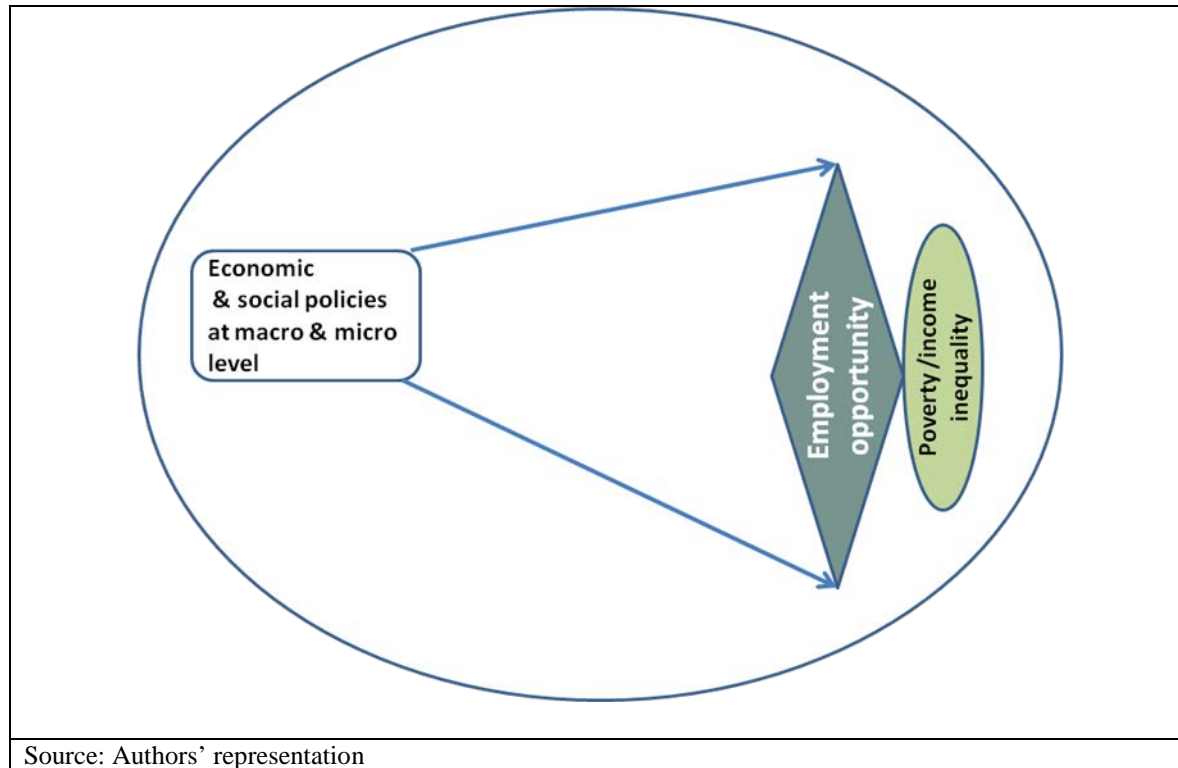 Economic
& social policies
at macro & micro
level
Employment
opportunity
Poverty /income
inequality
Source: Authors’ representation